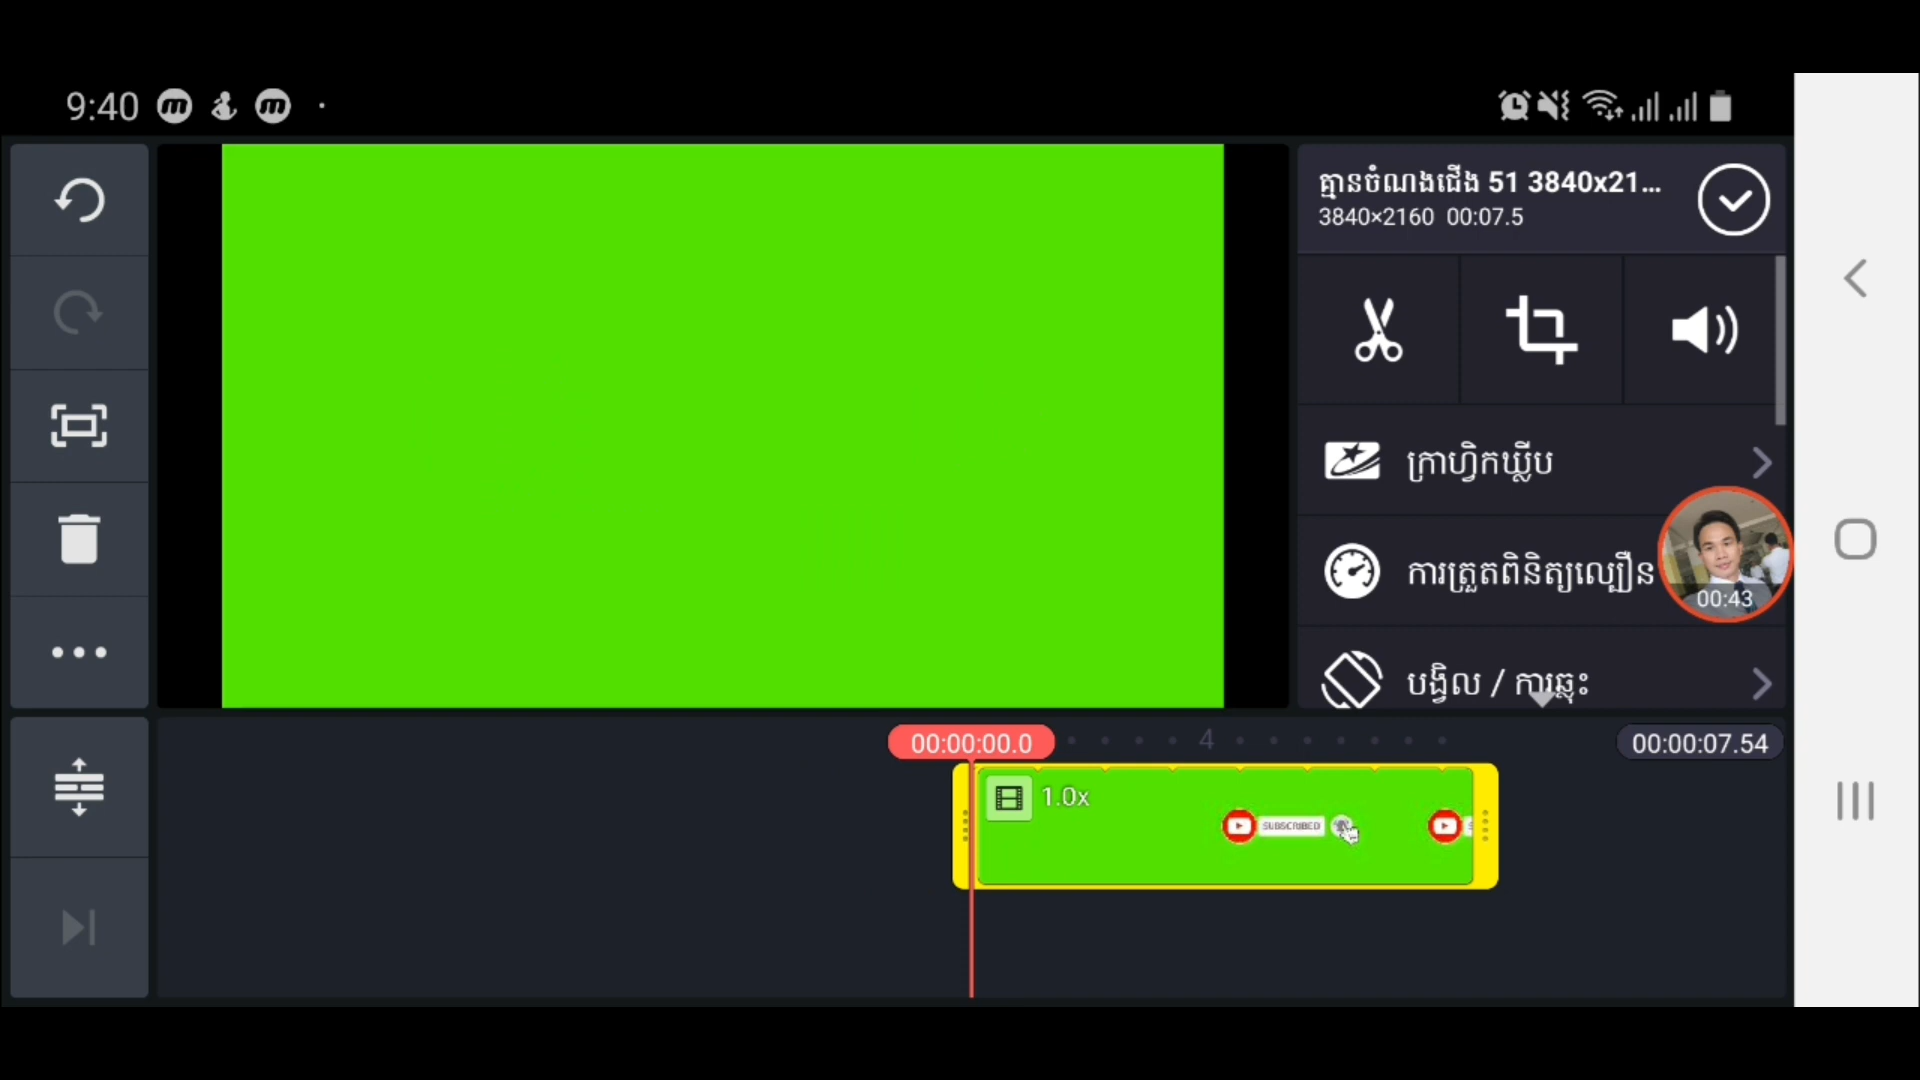 9:40
គ្មានចំណងជើង 51 3840x21...
3840×2160 00:07.5
ក្រាហ្វិកឃ្លីប
ការត្រួតពិនិត្យល្បឿន
00:43
បង្វិល / ការឆ្លុះ
00:00:00.0
4
00:00:07.54
1.0x
SUBSCRIBED